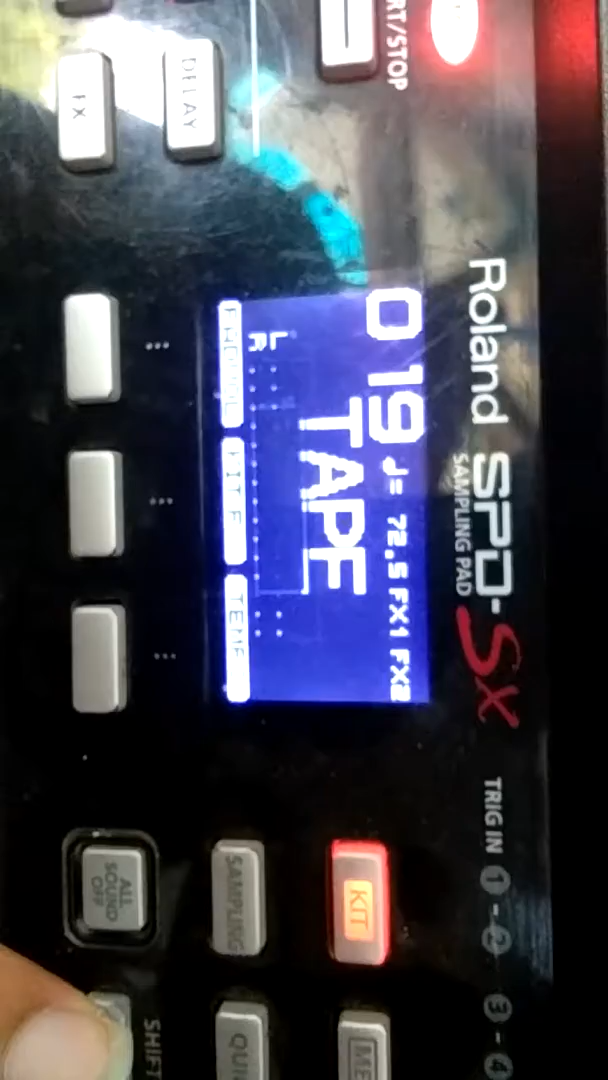 START/STOP
DELAY
FX
Roland SPD-SX
SAMPLING PAD
TRIG IN 1 - 2 3 - 4
019 ♩= 72.5 FX1 FX2
TAPE
L
R
KIT
SAMPLING
ALL
SOUND
OFF
SHIFT